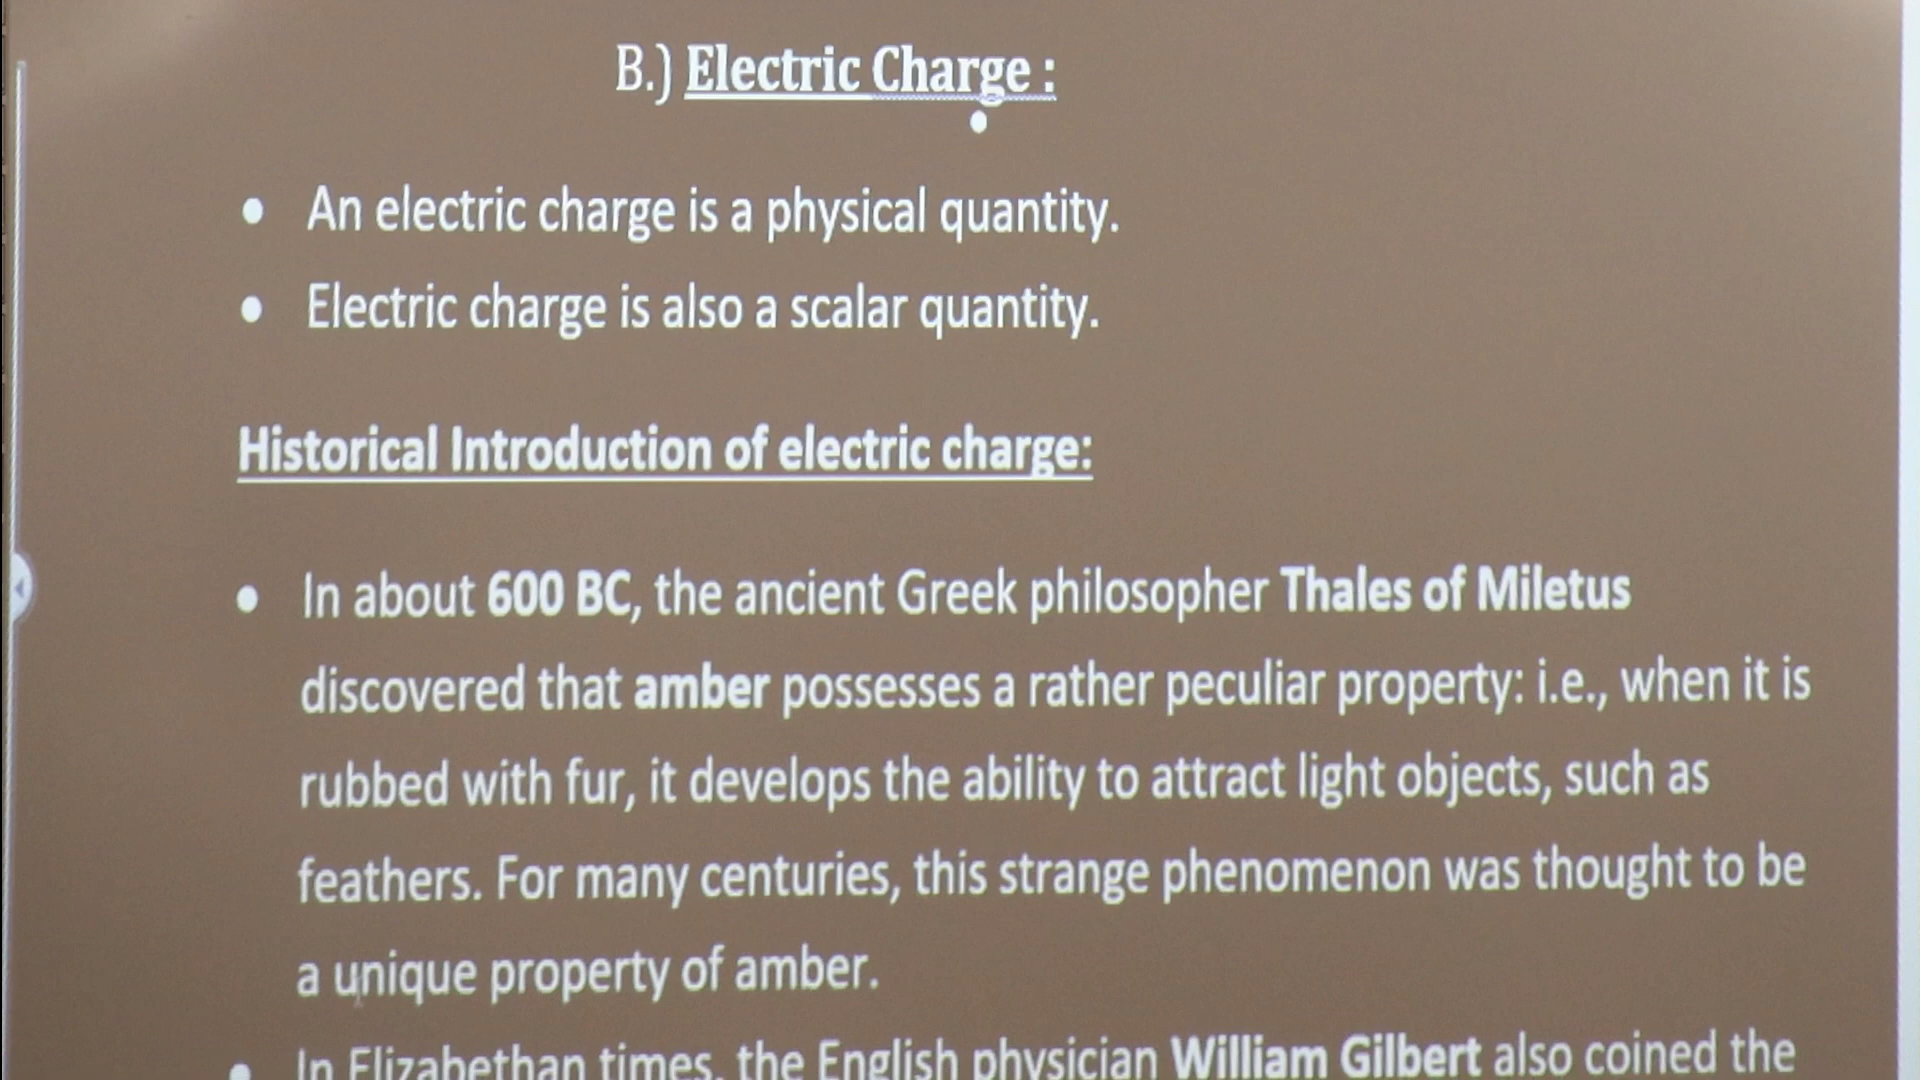 B.) Electric Charge :
• An electric charge is a physical quantity.
• Electric charge is also a scalar quantity.
Historical Introduction of electric charge:
• In about 600 BC, the ancient Greek philosopher Thales of Miletus
discovered that amber possesses a rather peculiar property: i.e., when it is
rubbed with fur, it develops the ability to attract light objects, such as
feathers. For many centuries, this strange phenomenon was thought to be
a unique property of amber.
• In Elizabethan times, the English physician William Gilbert also coined the